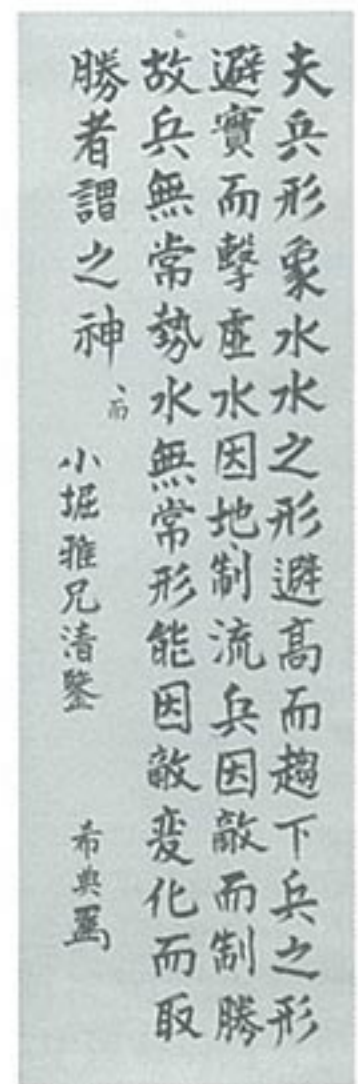 夫兵形象水水之形避高而趨下兵之形
避實而擊虛水因地制流兵因敵而制勝
故兵無常勢水無常形能因敵変化而取
勝者謂之神
、而
小堀雅兄清鑒
希典書